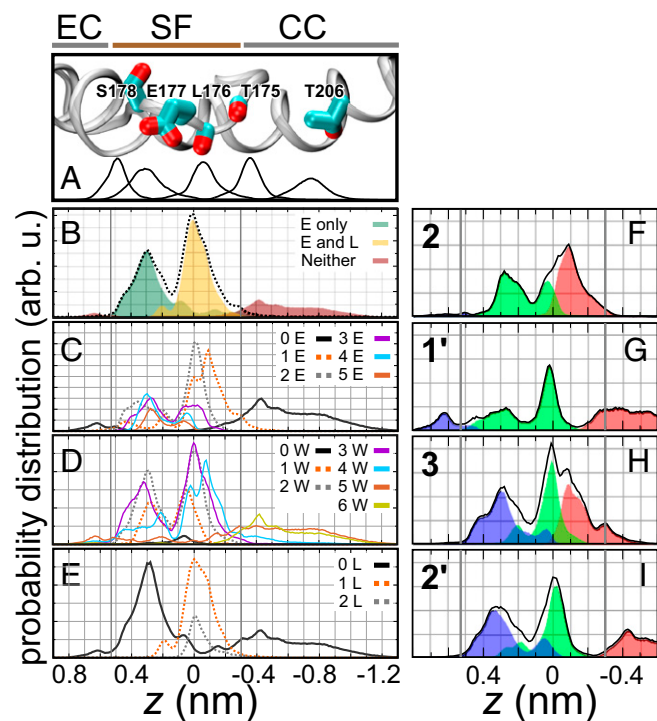 EC SF CC
S178 E177 L176 T175 T206
A
B
E only
E and L
Neither
C
0 E 3 E
1 E 4 E
2 E 5 E
D
0 W 3 W
1 W 4 W
2 W 5 W
6 W
E
0 L
1 L
2 L
probability distribution (arb. u.)
0.8 0.4 0 -0.4 -0.8 -1.2
z (nm)
2 F
1' G
3 H
2' I
0.4 0 -0.4
z (nm)